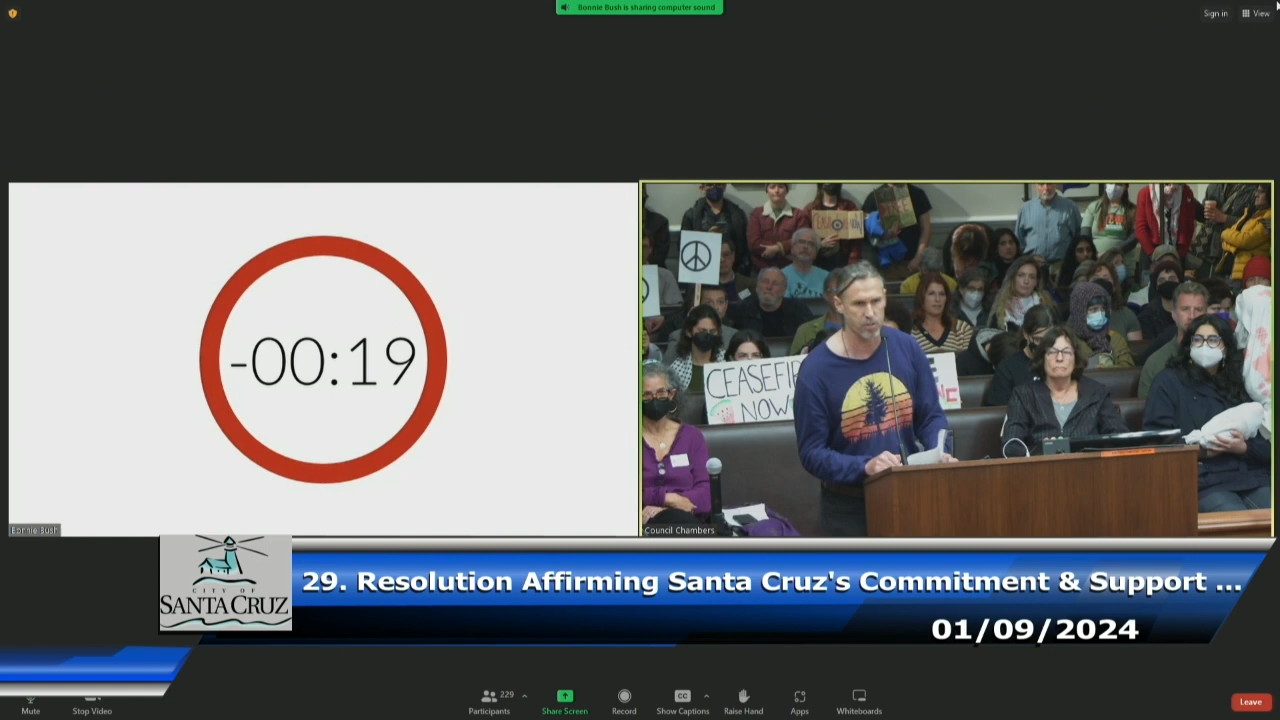 Bonnie Bush is sharing computer sound
Sign in
View
-00:19
Bonnie Bush
CEASEFIRE
NOW
Council Chambers
CITY OF
SANTA CRUZ
29. Resolution Affirming Santa Cruz's Commitment & Support ...
01/09/2024
Mute
Stop Video
Participants
229
Share Screen
CC
Record
Show Captions
Raise Hand
Apps
Whiteboards
Leave